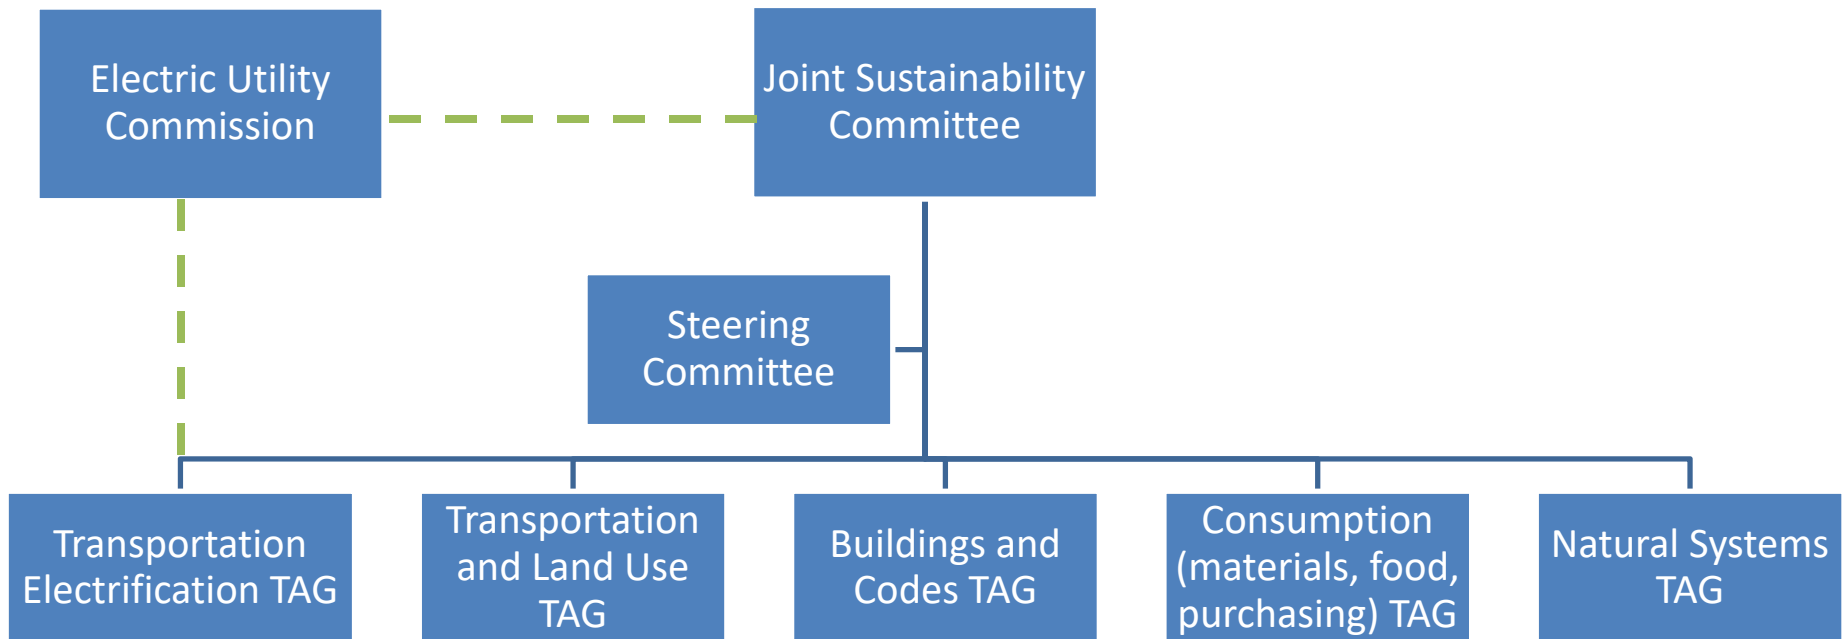 Electric Utility
Commission
Joint Sustainability
Committee
Steering
Committee
Transportation
Electrification TAG
Transportation
and Land Use
TAG
Buildings and
Codes TAG
Consumption
(materials, food,
purchasing) TAG
Natural Systems
TAG